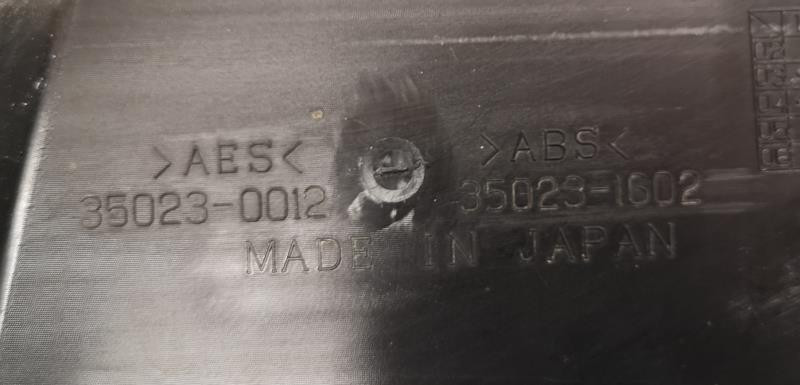 >AES< >ABS<
35023-0012 35023-1602
MADE IN JAPAN